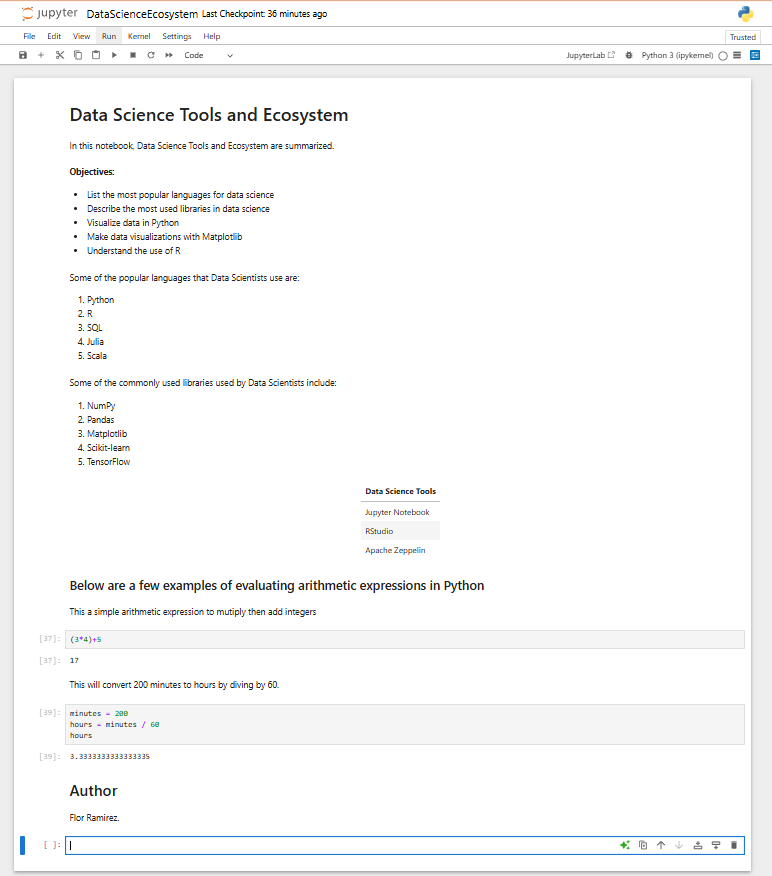 jupyter DataScienceEcosystem Last Checkpoint: 36 minutes ago
File Edit View Run Kernel Settings Help Trusted
Code JupyterLab Python 3 (ipykernel)
Data Science Tools and Ecosystem
In this notebook, Data Science Tools and Ecosystem are summarized.
Objectives:
• List the most popular languages for data science
• Describe the most used libraries in data science
• Visualize data in Python
• Make data visualizations with Matplotlib
• Understand the use of R
Some of the popular languages that Data Scientists use are:
1. Python
2. R
3. SQL
4. Julia
5. Scala
Some of the commonly used libraries used by Data Scientists include:
1. NumPy
2. Pandas
3. Matplotlib
4. Scikit-learn
5. TensorFlow
Data Science Tools
Jupyter Notebook
RStudio
Apache Zeppelin
Below are a few examples of evaluating arithmetic expressions in Python
This a simple arithmetic expression to mutiply then add integers
[37]: (3*4)+5
[37]: 17
This will convert 200 minutes to hours by diving by 60.
[39]: minutes = 200
hours = minutes / 60
hours
[39]: 3.3333333333333335
Author
Flor Ramirez.
[ ]: